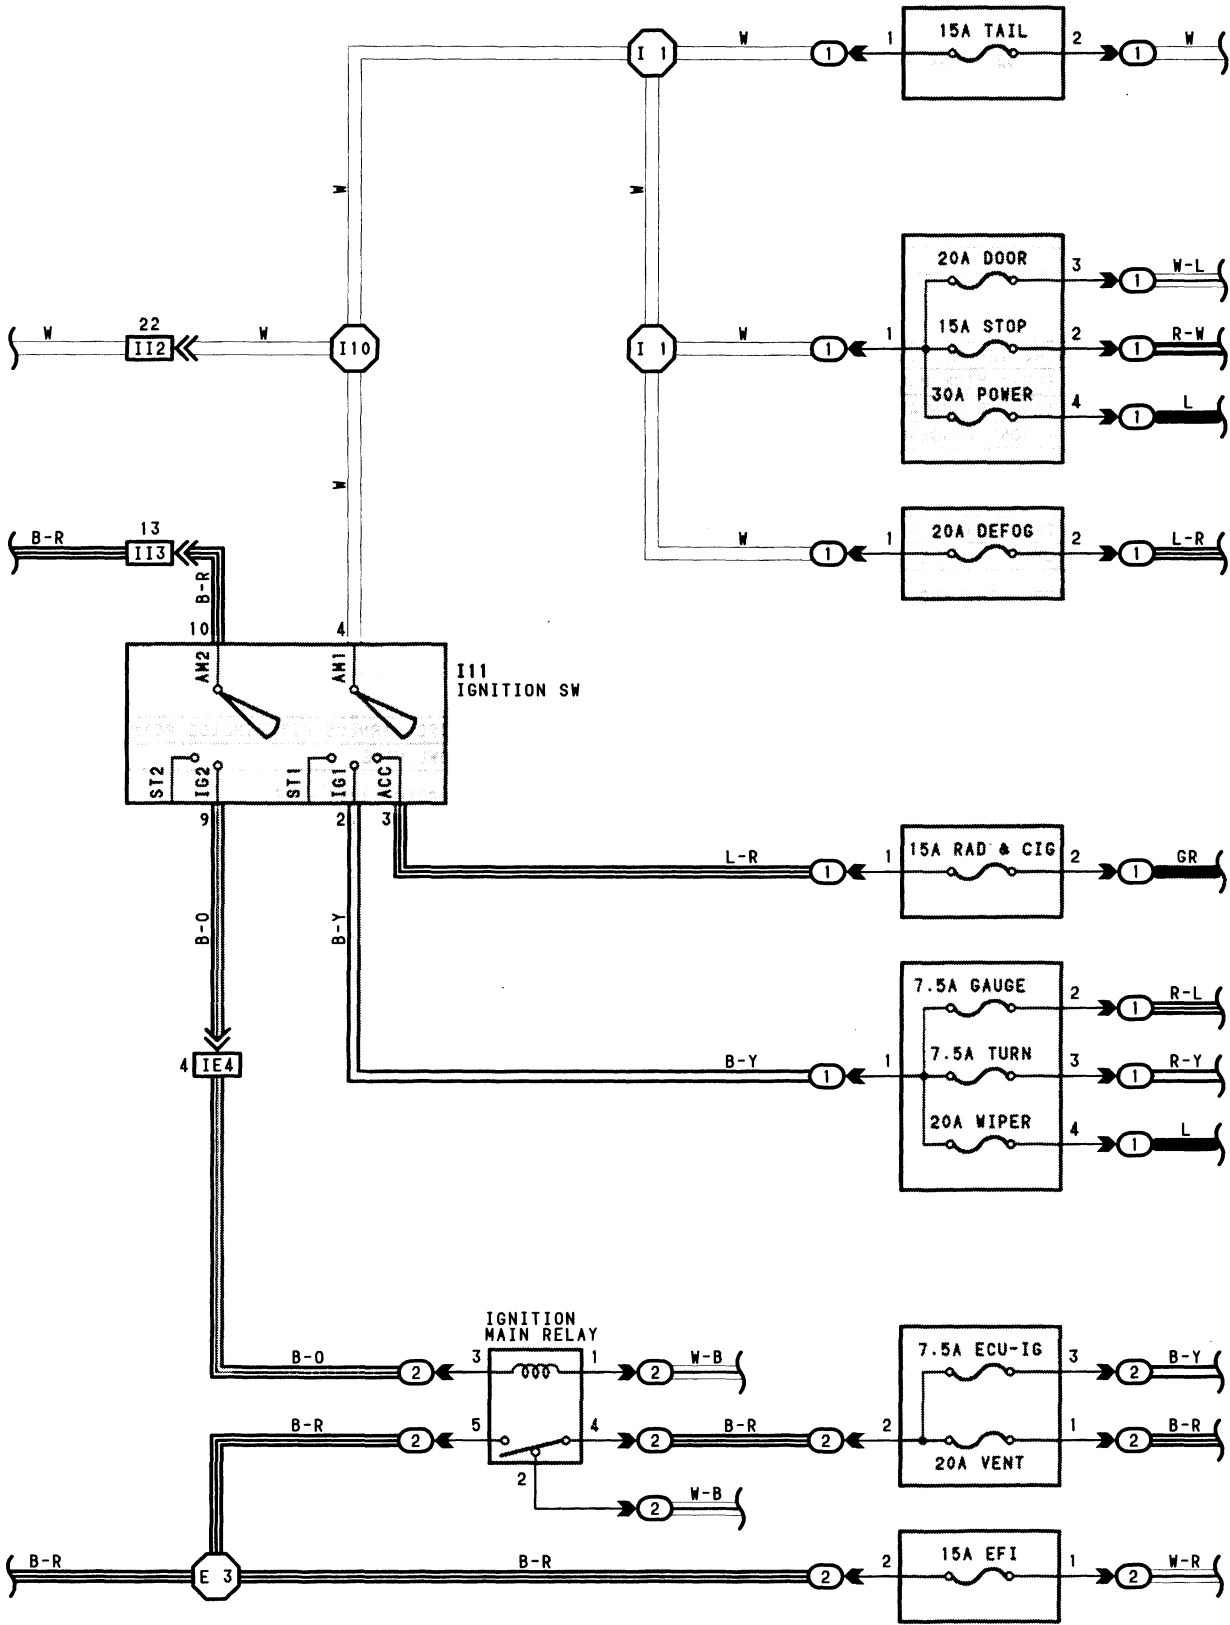 15A TAIL
W
1
1
2
1
W
I 1
W
W
20A DOOR
3
1
W-L
22
W
II2
W
I10
I 1
W
1
1
15A STOP
2
1
R-W
30A POWER
4
1
L
W
13
B-R
II3
B-R
W
1
1
20A DEFOG
2
1
L-R
10
4
AM2
AM1
I11
IGNITION SW
ST2
IG2
ST1
IG1
ACC
9
2
3
L-R
1
1
15A RAD & CIG
2
1
GR
B-O
B-Y
7.5A GAUGE
2
1
R-L
4
IE4
B-Y
1
1
7.5A TURN
3
1
R-Y
20A WIPER
4
1
L
IGNITION
MAIN RELAY
B-O
2
3
1
2
W-B
7.5A ECU-IG
3
2
B-Y
B-R
2
5
4
2
B-R
2
2
1
2
B-R
20A VENT
2
2
W-B
B-R
E 3
B-R
2
2
15A EFI
1
2
W-R